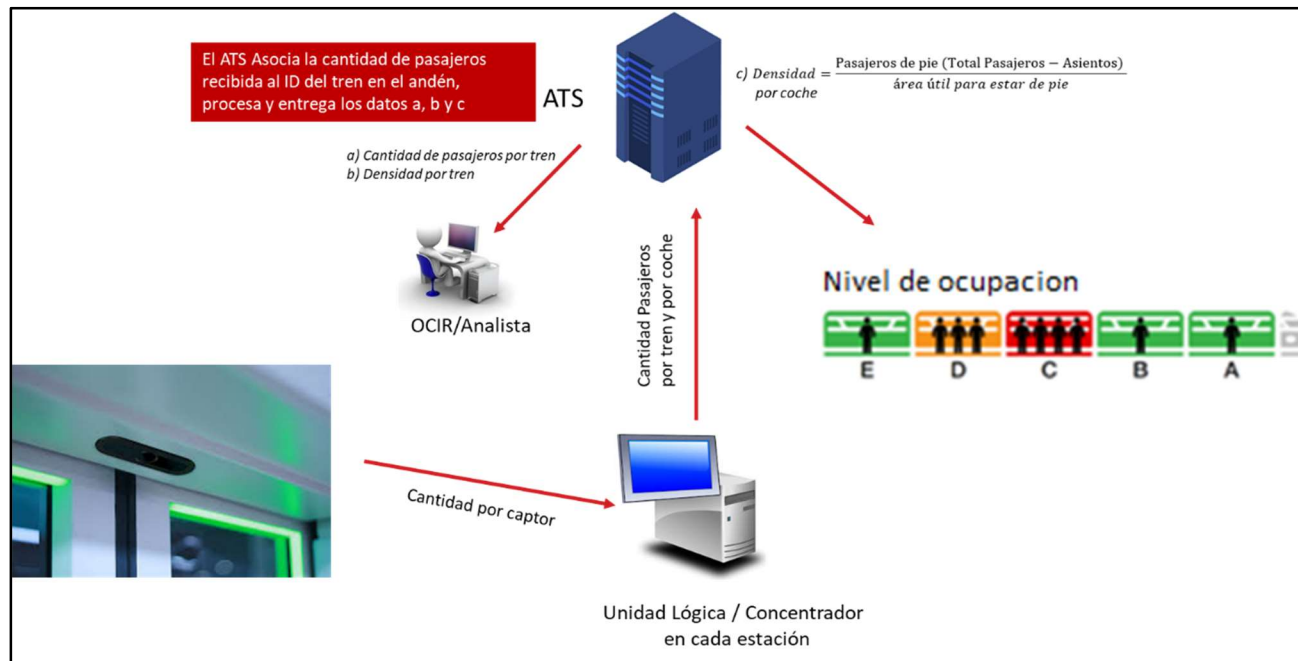 El ATS Asocia la cantidad de pasajeros
recibida al ID del tren en el andén,
procesa y entrega los datos a, b y c
ATS
c) Densidad por coche = Pasajeros de pie (Total Pasajeros − Asientos) / área útil para estar de pie
a) Cantidad de pasajeros por tren
b) Densidad por tren
OCIR/Analista
Cantidad Pasajeros
por tren y por coche
Nivel de ocupacion
E D C B A
Cantidad por captor
Unidad Lógica / Concentrador
en cada estación